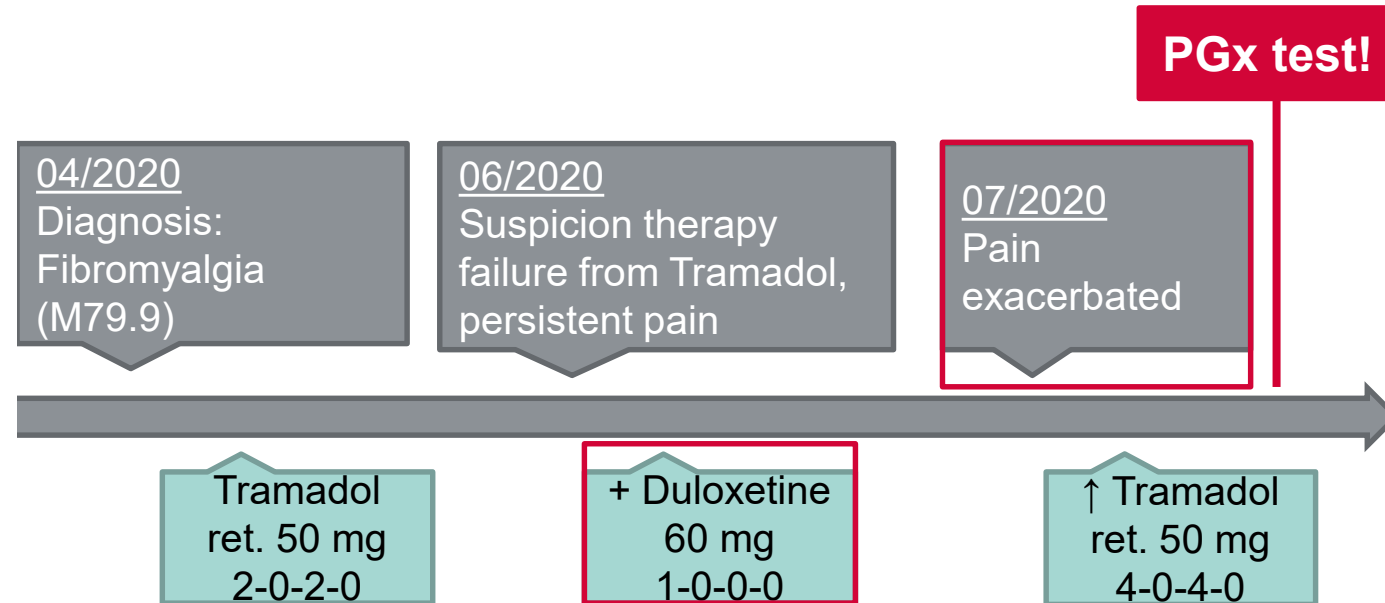 PGx test!
04/2020
Diagnosis:
Fibromyalgia
(M79.9)
06/2020
Suspicion therapy
failure from Tramadol,
persistent pain
07/2020
Pain
exacerbated
Tramadol
ret. 50 mg
2-0-2-0
+ Duloxetine
60 mg
1-0-0-0
↑ Tramadol
ret. 50 mg
4-0-4-0